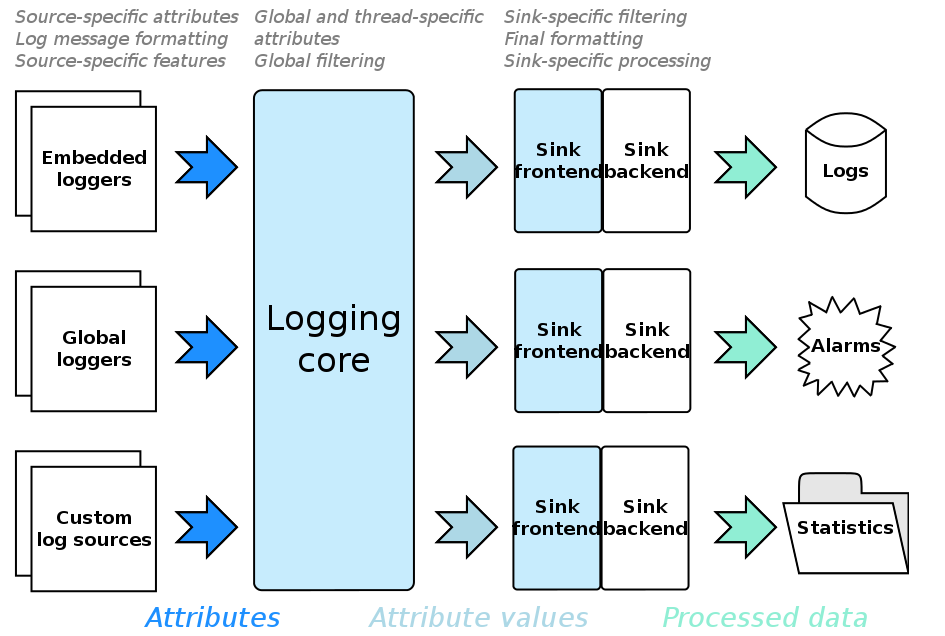 Source-specific attributes
Log message formatting
Source-specific features
Global and thread-specific
attributes
Global filtering
Sink-specific filtering
Final formatting
Sink-specific processing
Embedded
loggers
Sink
frontend
Sink
backend
Logs
Global
loggers
Logging
core
Sink
frontend
Sink
backend
Alarms
Custom
log sources
Sink
frontend
Sink
backend
Statistics
Attributes
Attribute values
Processed data